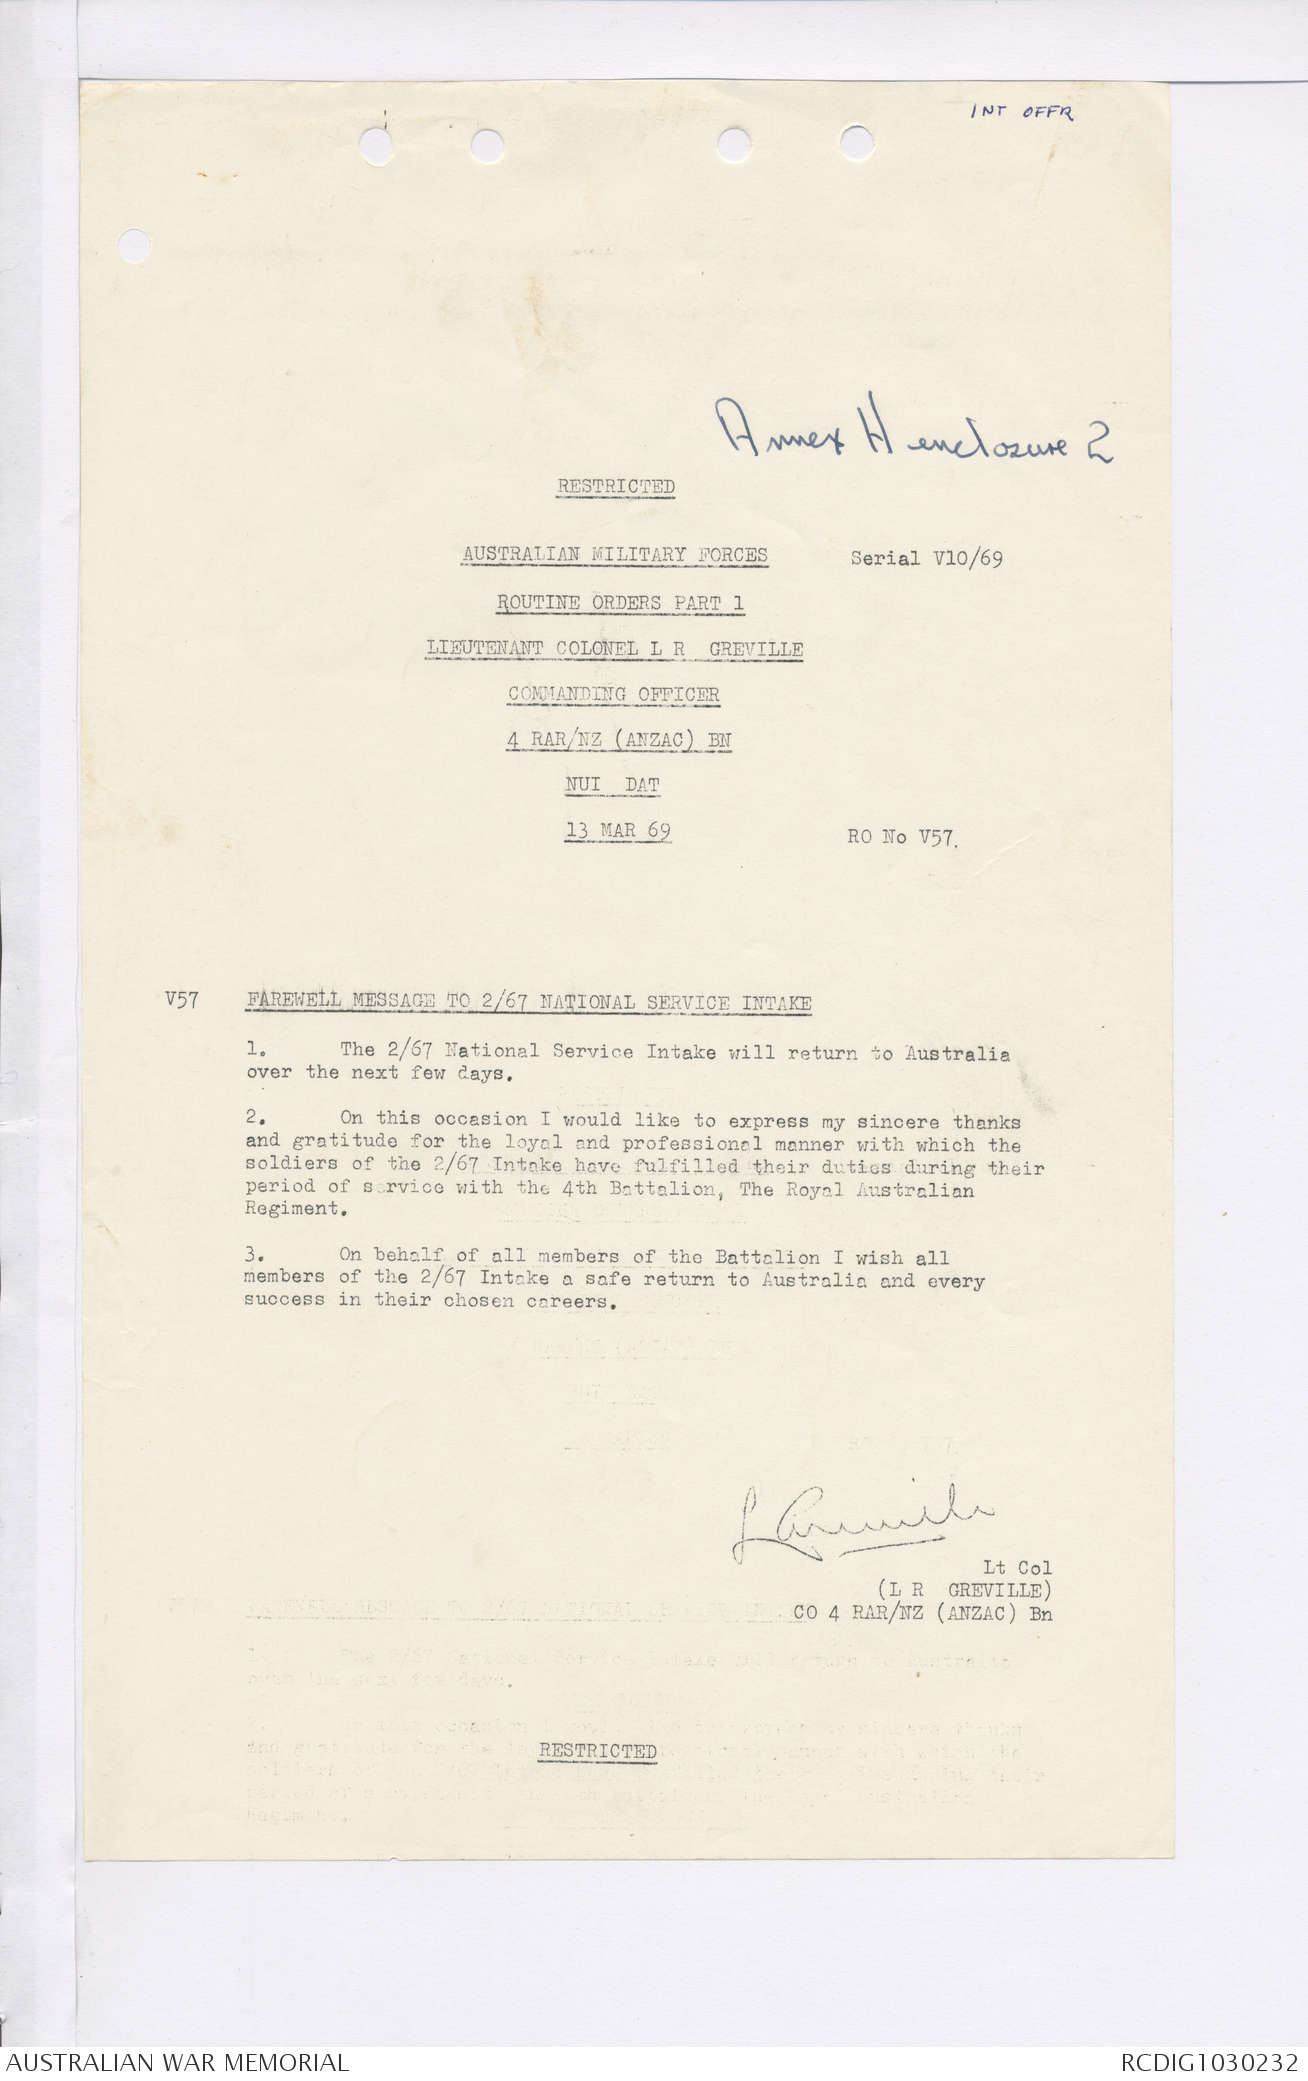 INT OFFR
Annex H enclosure 2
RESTRICTED
AUSTRALIAN MILITARY FORCES Serial V10/69
ROUTINE ORDERS PART 1
LIEUTENANT COLONEL L R GREVILLE
COMMANDING OFFICER
4 RAR/NZ (ANZAC) BN
NUI DAT
13 MAR 69 RO No V57.
V57 FAREWELL MESSAGE TO 2/67 NATIONAL SERVICE INTAKE
1. The 2/67 National Service Intake will return to Australia
over the next few days.
2. On this occasion I would like to express my sincere thanks
and gratitude for the loyal and professional manner with which the
soldiers of the 2/67 Intake have fulfilled their duties during their
period of service with the 4th Battalion, The Royal Australian
Regiment.
3. On behalf of all members of the Battalion I wish all
members of the 2/67 Intake a safe return to Australia and every
success in their chosen careers.
L Greville
Lt Col
(L R GREVILLE)
CO 4 RAR/NZ (ANZAC) Bn
RESTRICTED
AUSTRALIAN WAR MEMORIAL RCDIG1030232